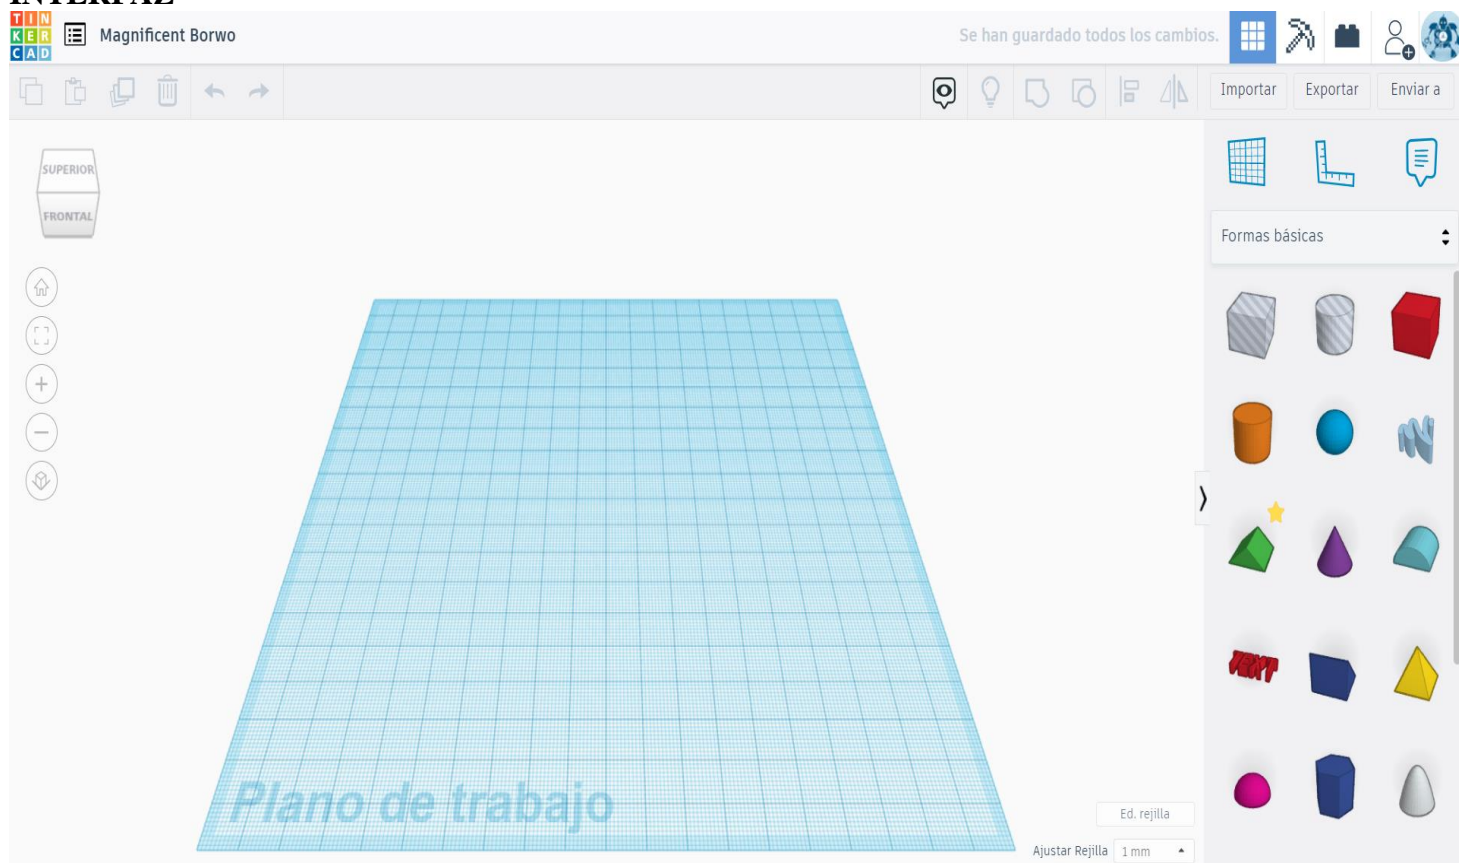 INTERFAZ
TIN
KER
CAD
Magnificent Borwo
Se han guardado todos los cambios.
Importar
Exportar
Enviar a
SUPERIOR
FRONTAL
Formas básicas
TEXT
Plano de trabajo
Ed. rejilla
Ajustar Rejilla 1 mm